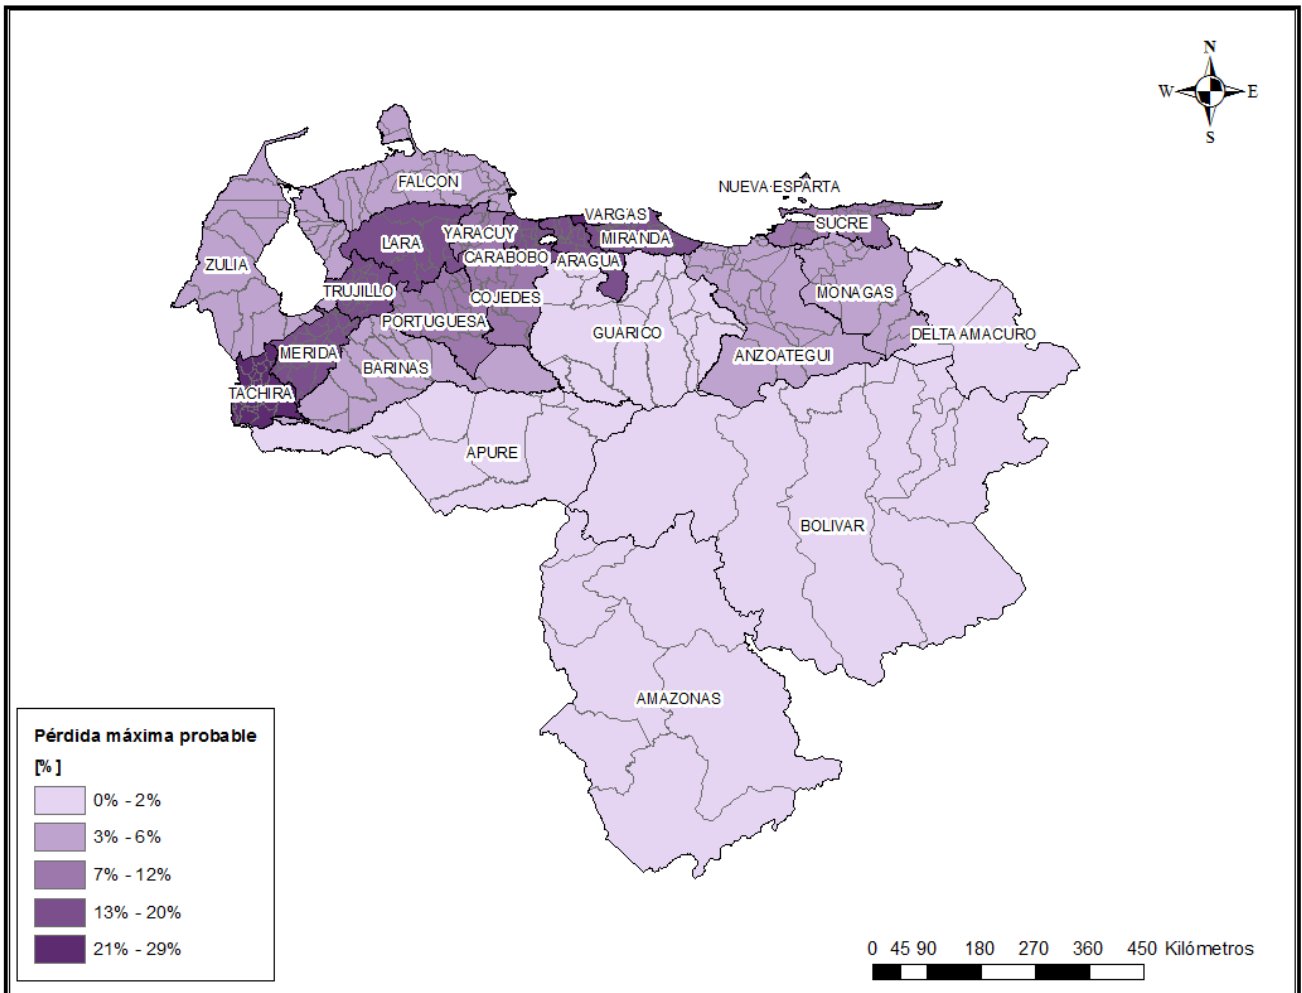 N
W E
S
NUEVA ESPARTA
FALCON
VARGAS
SUCRE
YARACUY
MIRANDA
LARA
CARABOBO
ARAGUA
ZULIA
TRUJILLO
COJEDES
MONAGAS
PORTUGUESA
GUARICO
DELTA AMACURO
MERIDA
ANZOATEGUI
BARINAS
TACHIRA
APURE
BOLIVAR
AMAZONAS
Pérdida máxima probable
[%]
0% - 2%
3% - 6%
7% - 12%
13% - 20%
21% - 29%
0 45 90 180 270 360 450 Kilómetros